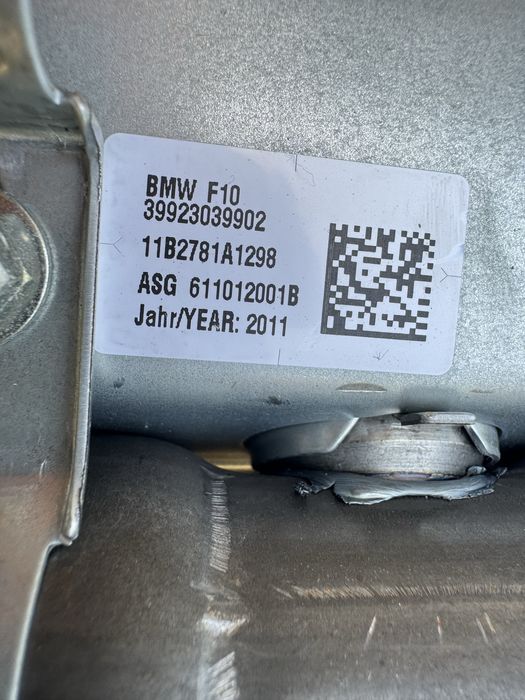 BMW F10
39923039902
11B2781A1298
ASG 611012001B
Jahr/YEAR: 2011